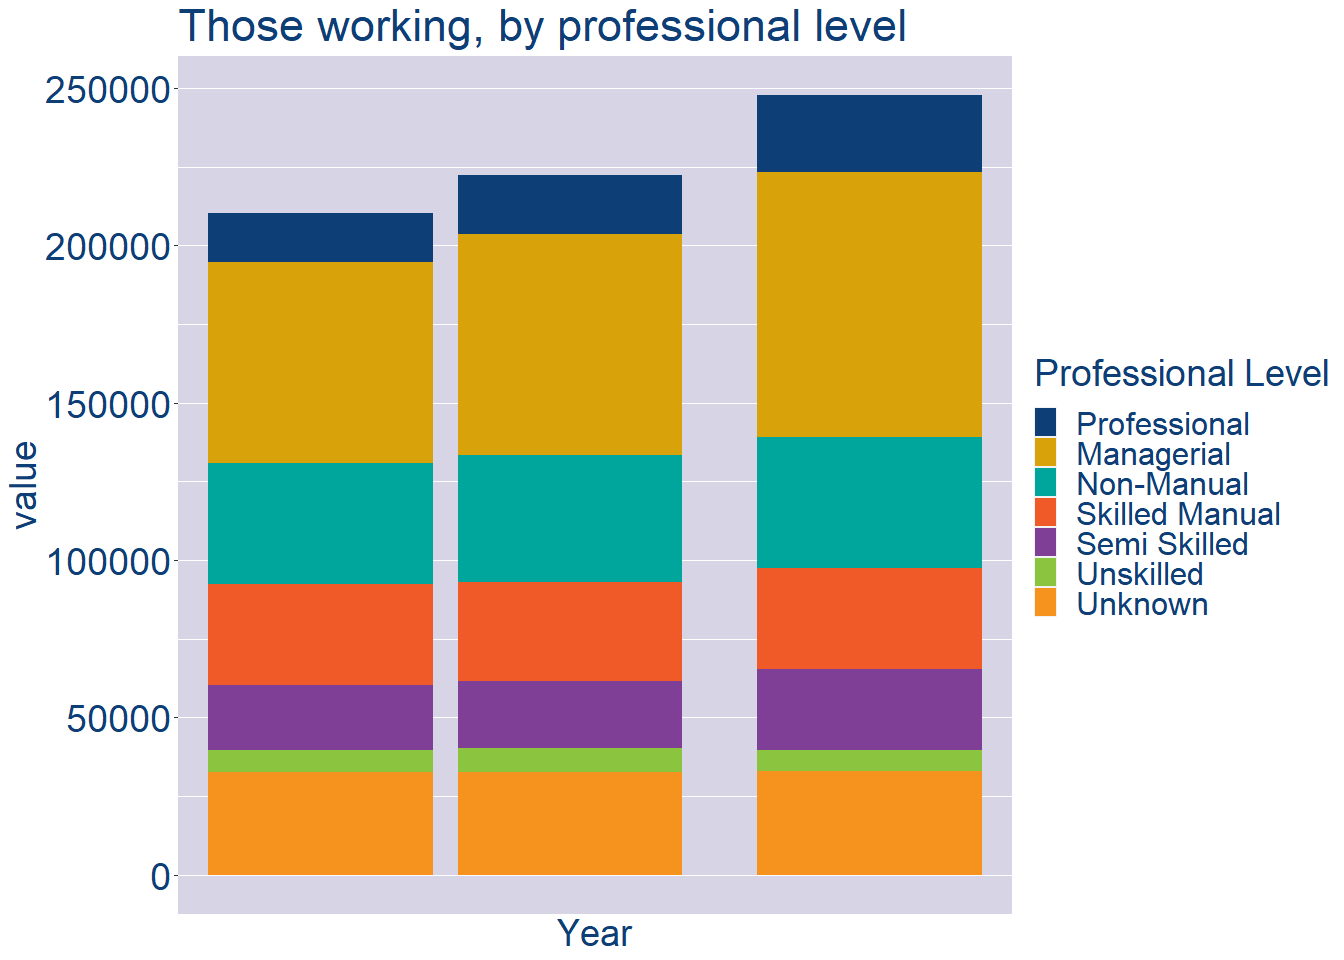 Those working, by professional level
250000
200000
150000
100000
50000
0
value
Year
Professional Level
Professional
Managerial
Non-Manual
Skilled Manual
Semi Skilled
Unskilled
Unknown